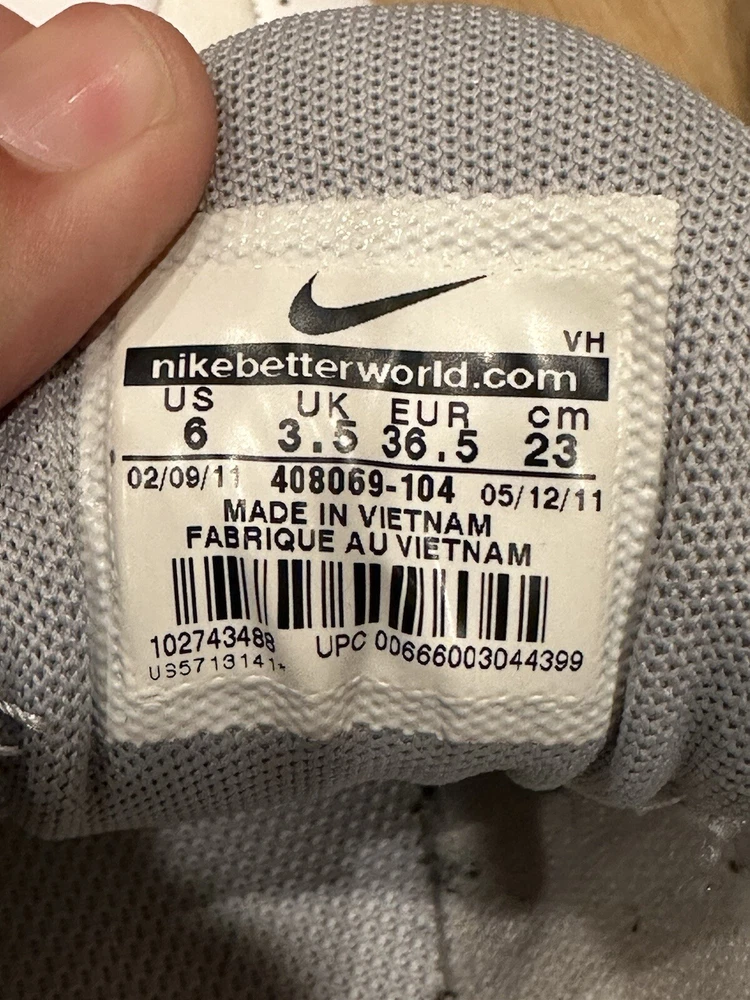 VH
nikebetterworld.com
US UK EUR cm
6 3.5 36.5 23
02/09/11 408069-104 05/12/11
MADE IN VIETNAM
FABRIQUE AU VIETNAM
102743488 UPC 00666003044399